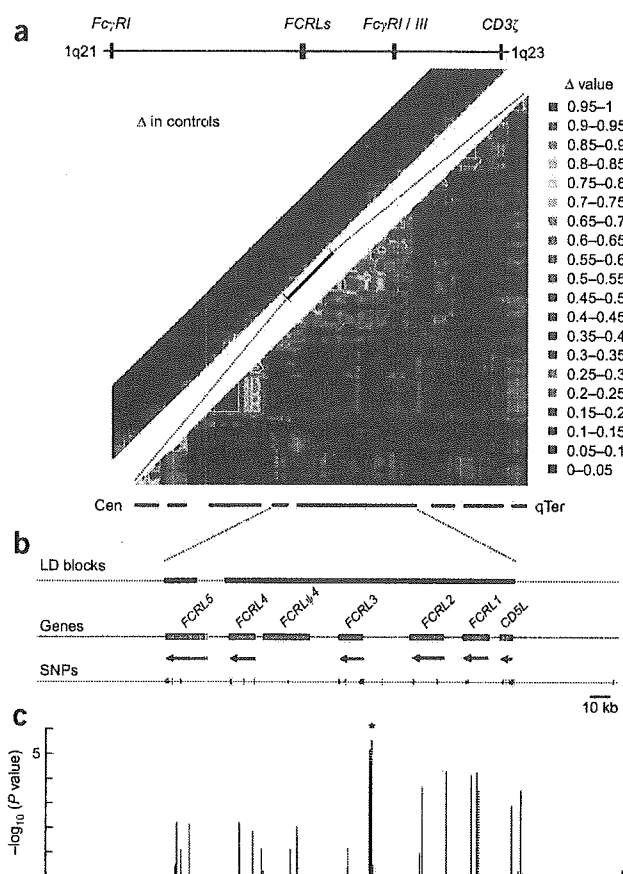 a
FcγRI FCRLs FcγRI / III CD3ζ
1q21 1q23
Δ in controls
Δ value
0.95–1
0.9–0.95
0.85–0.9
0.8–0.85
0.75–0.8
0.7–0.75
0.65–0.7
0.6–0.65
0.55–0.6
0.5–0.55
0.45–0.5
0.4–0.45
0.35–0.4
0.3–0.35
0.25–0.3
0.2–0.25
0.15–0.2
0.1–0.15
0.05–0.1
0–0.05
Cen qTer
b
LD blocks
FCRL5 FCRL4 FCRLψ4 FCRL3 FCRL2 FCRL1 CD5L
Genes
SNPs
10 kb
c
*
5
–log10 (P value)